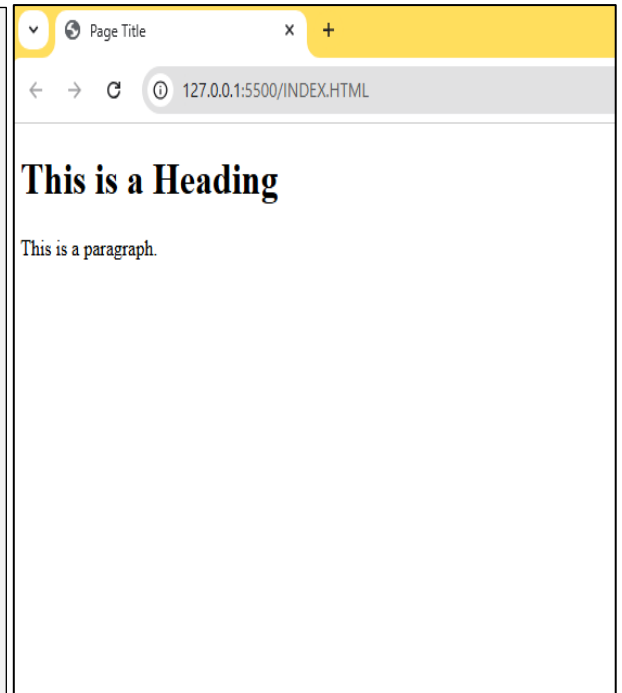 Page Title
127.0.0.1:5500/INDEX.HTML
This is a Heading
This is a paragraph.